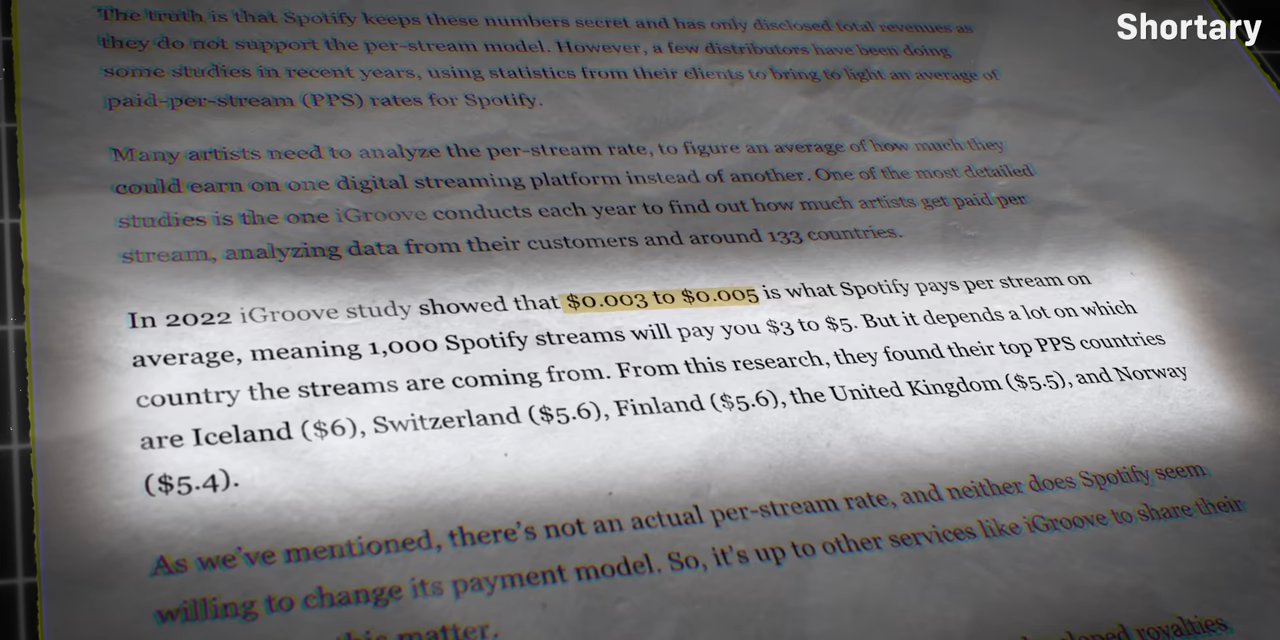 Shortary
The truth is that Spotify keeps these numbers secret and has only disclosed total revenues as
they do not support the per-stream model. However, a few distributors have been doing
some studies in recent years, using statistics from their clients to bring to light an average of
paid-per-stream (PPS) rates for Spotify.
Many artists need to analyze the per-stream rate, to figure an average of how much they
could earn on one digital streaming platform instead of another. One of the most detailed
studies is the one iGroove conducts each year to find out how much artists get paid per
stream, analyzing data from their customers and around 133 countries.
In 2022 iGroove study showed that $0.003 to $0.005 is what Spotify pays per stream on
average, meaning 1,000 Spotify streams will pay you $3 to $5. But it depends a lot on which
country the streams are coming from. From this research, they found their top PPS countries
are Iceland ($6), Switzerland ($5.6), Finland ($5.6), the United Kingdom ($5.5), and Norway
($5.4).
As we've mentioned, there's not an actual per-stream rate, and neither does Spotify seem
willing to change its payment model. So, it's up to other services like iGroove to share their
this matter.
royalties